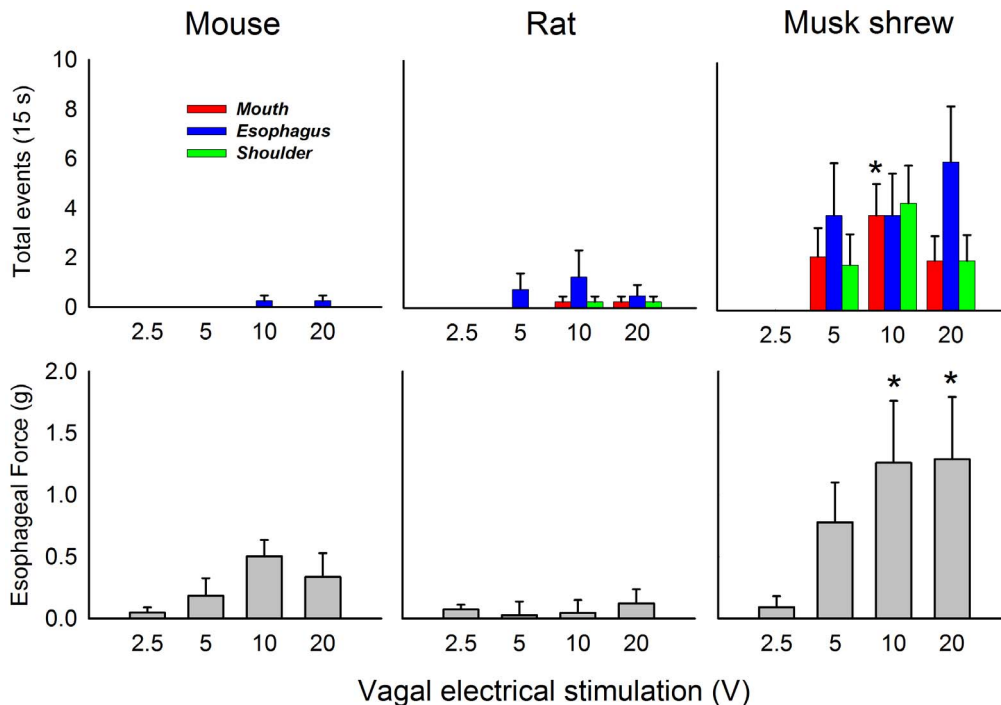 Mouse Rat Musk shrew
Total events (15 s)
10
8
6
4
2
0
Mouth
Esophagus
Shoulder
*
2.5 5 10 20 2.5 5 10 20 2.5 5 10 20
Esophageal Force (g)
2.0
1.5
1.0
0.5
0.0
* *
2.5 5 10 20 2.5 5 10 20 2.5 5 10 20
Vagal electrical stimulation (V)